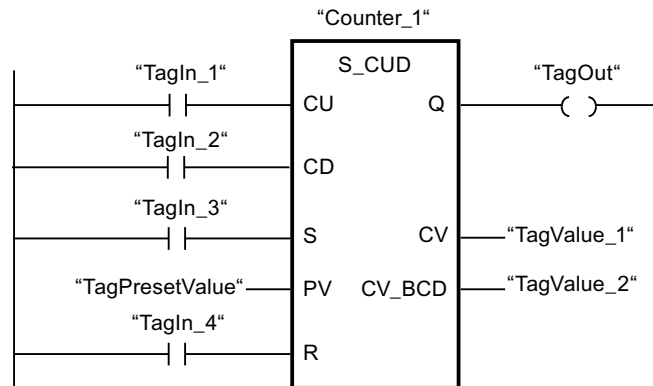 “Counter_1“
S_CUD
“TagIn_1“
“TagOut“
CU
Q
“TagIn_2“
CD
“TagIn_3“
S
CV
“TagValue_1“
“TagPresetValue“
PV
CV_BCD
“TagValue_2“
“TagIn_4“
R